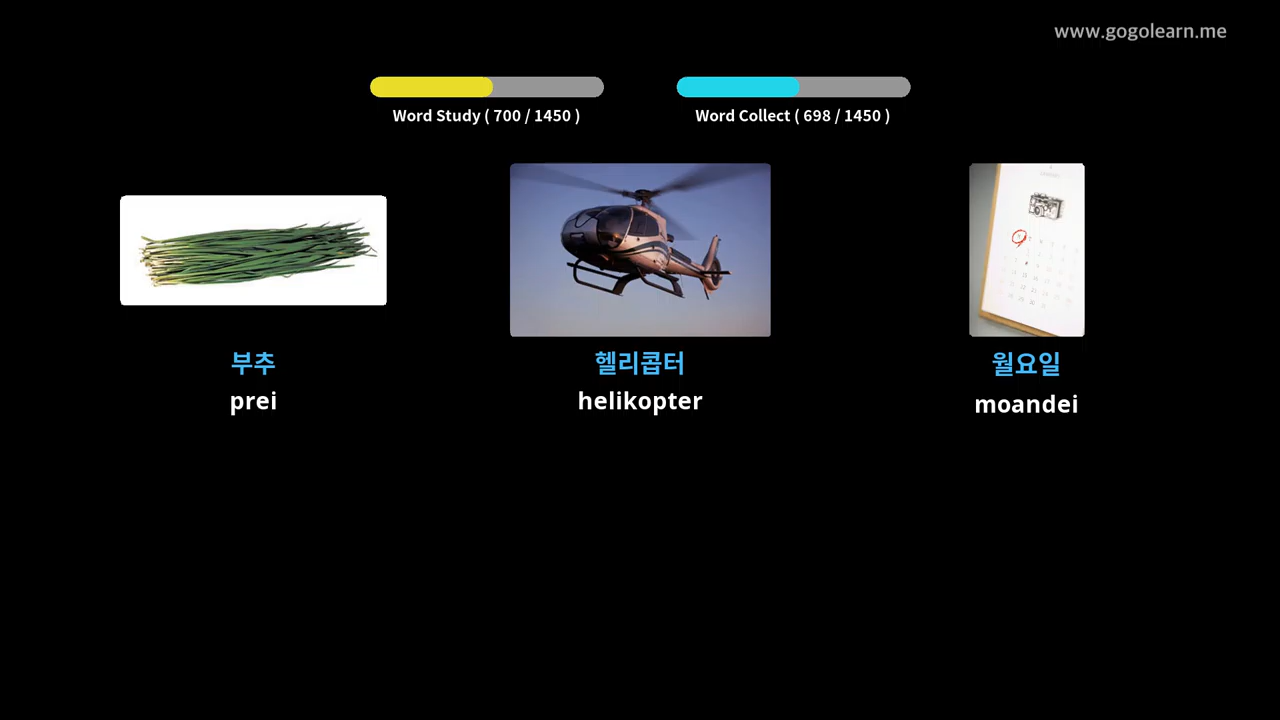 www.gogolearn.me
Word Study ( 700 / 1450 )
Word Collect ( 698 / 1450 )
부추
prei
헬리콥터
helikopter
월요일
moandei